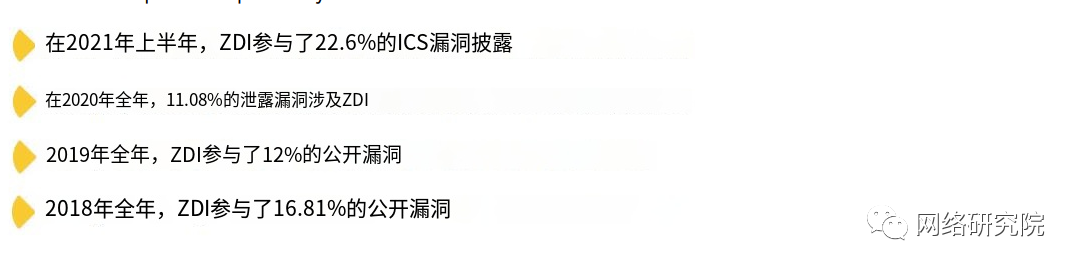 在2021年上半年，ZDI参与了22.6%的ICS漏洞披露
在2020年全年，11.08%的泄露漏洞涉及ZDI
2019年全年，ZDI参与了12%的公开漏洞
2018年全年，ZDI参与了16.81%的公开漏洞
网络研究院